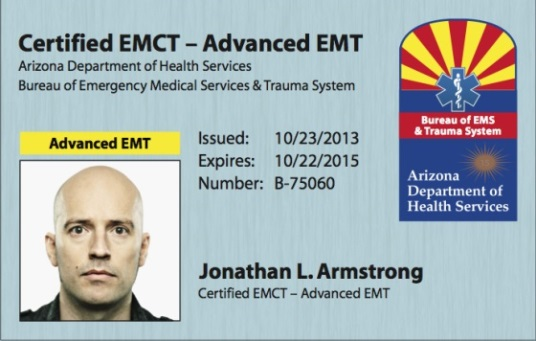 Certified EMCT – Advanced EMT
Arizona Department of Health Services
Bureau of Emergency Medical Services & Trauma System
Bureau of EMS
& Trauma System
Arizona
Department of
Health Services
Advanced EMT
Issued: 10/23/2013
Expires: 10/22/2015
Number: B-75060
Jonathan L. Armstrong
Certified EMCT – Advanced EMT